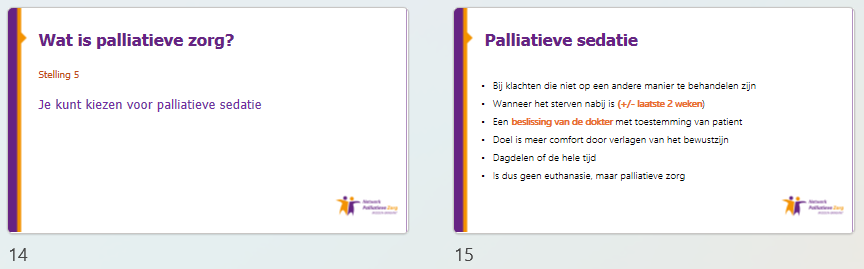 Wat is palliatieve zorg?
Stelling 5
Je kunt kiezen voor palliatieve sedatie
Netwerk
Palliatieve Zorg
14
Palliatieve sedatie
• Bij klachten die niet op een andere manier te behandelen zijn
• Wanneer het sterven nabij is (+/- laatste 2 weken)
• Een beslissing van de dokter met toestemming van patient
• Doel is meer comfort door verlagen van het bewustzijn
• Dagdelen of de hele tijd
• Is dus geen euthanasie, maar palliatieve zorg
Netwerk
Palliatieve Zorg
15